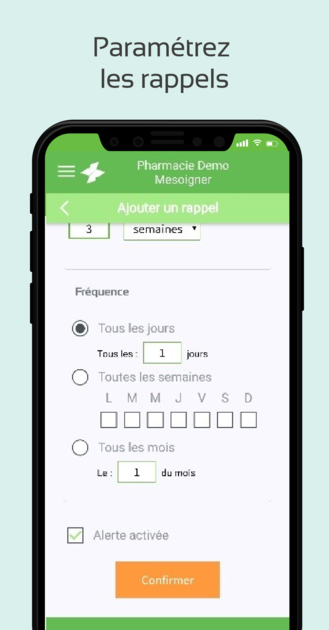 Paramétrez
les rappels
Pharmacie Demo
Mesoigner
Ajouter un rappel
3 semaines
Fréquence
Tous les jours
Tous les : 1 jours
Toutes les semaines
L M M J V S D
Tous les mois
Le : 1 du mois
Alerte activée
Confirmer